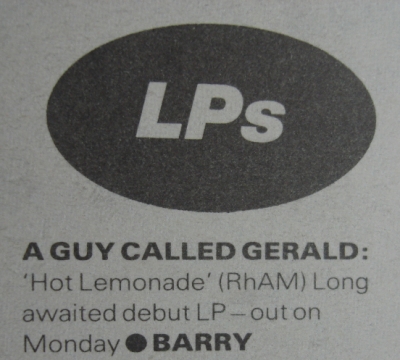 LPs
A GUY CALLED GERALD:
'Hot Lemonade' (RhAM) Long
awaited debut LP – out on
Monday ● BARRY